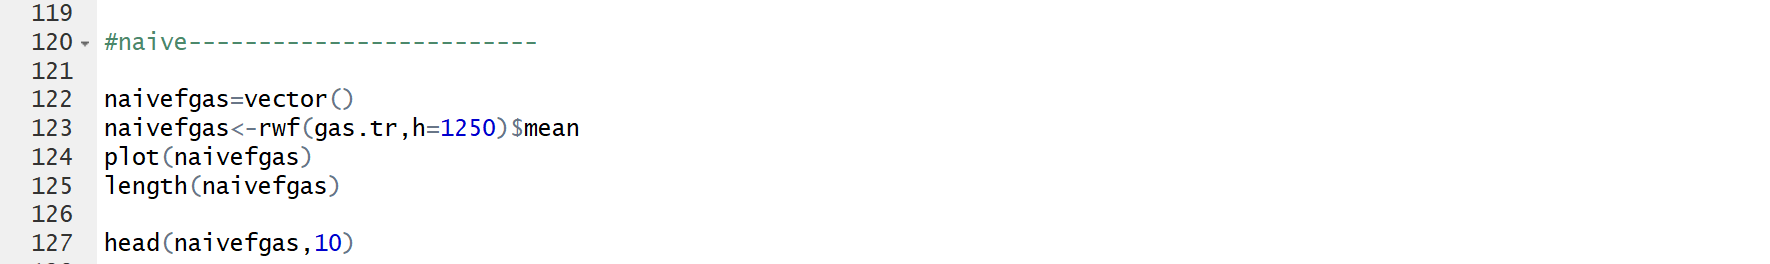 119
120 #naive-------------------------
121
122 naivefgas=vector()
123 naivefgas<-rwf(gas.tr,h=1250)$mean
124 plot(naivefgas)
125 length(naivefgas)
126
127 head(naivefgas,10)